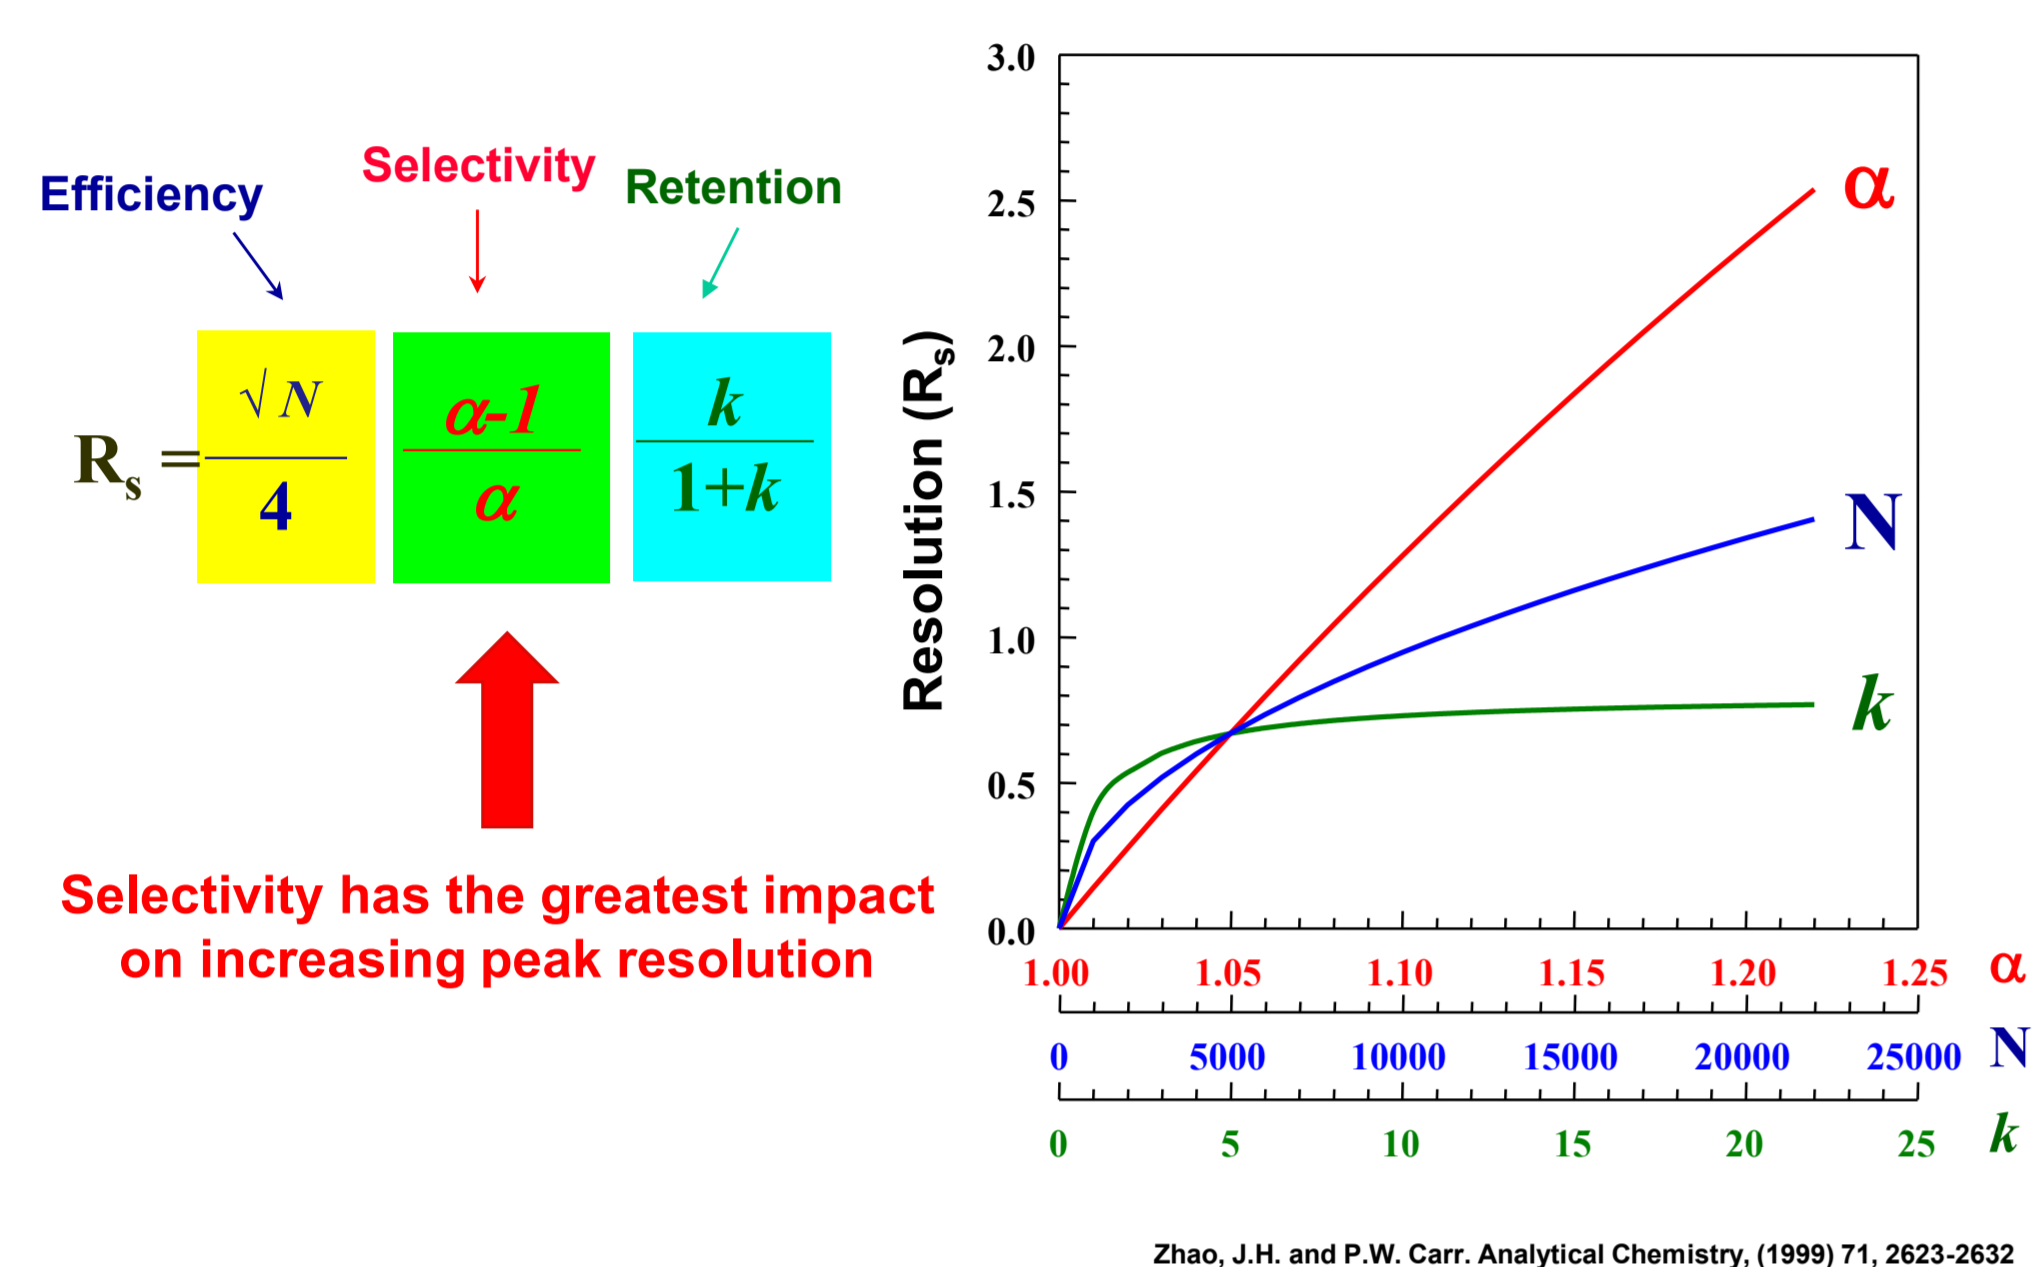 Efficiency
Selectivity
Retention
Rs = √N/4 α-1/α k/1+k
Selectivity has the greatest impact
on increasing peak resolution
Resolution (Rs)
3.0
2.5
2.0
1.5
1.0
0.5
0.0
α
N
k
1.00 1.05 1.10 1.15 1.20 1.25 α
0 5000 10000 15000 20000 25000 N
0 5 10 15 20 25 k
Zhao, J.H. and P.W. Carr. Analytical Chemistry, (1999) 71, 2623-2632